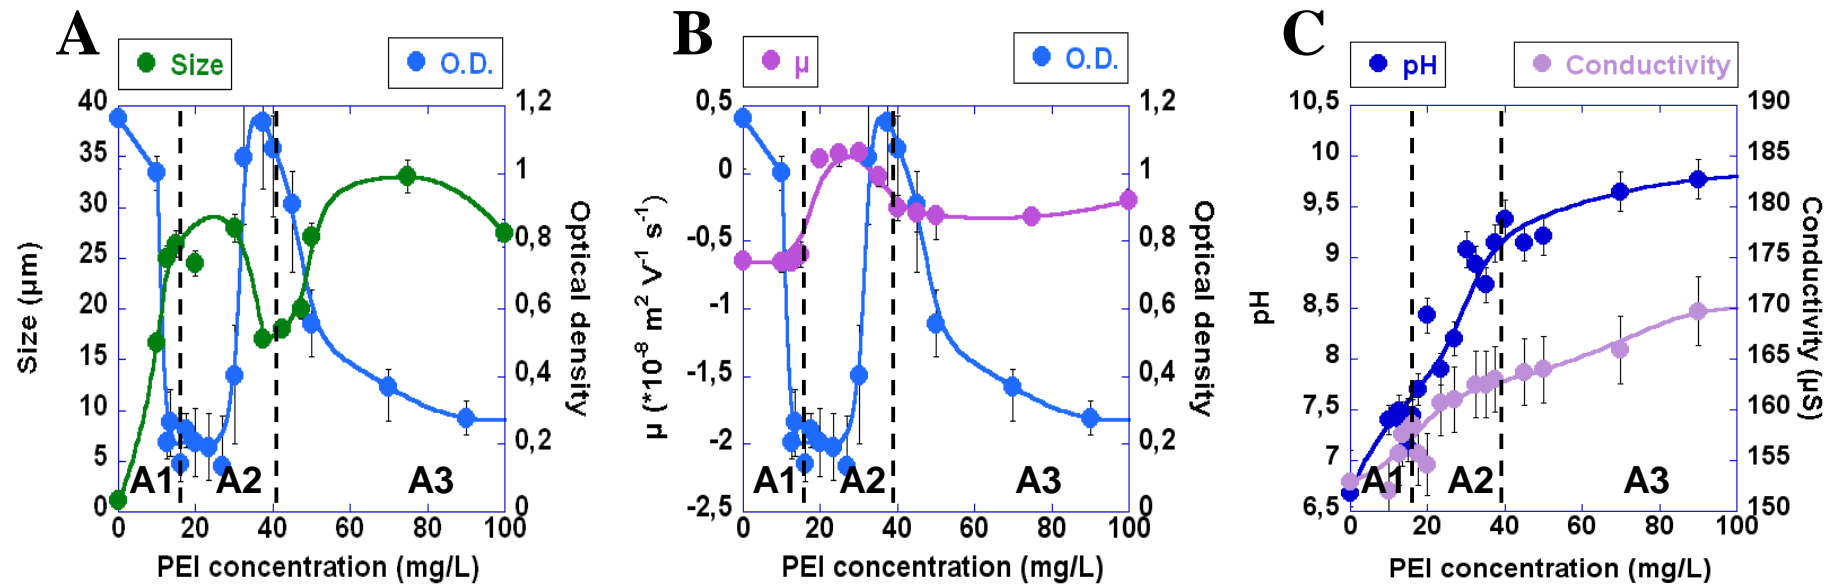 A
Size
O.D.
40
35
30
25
20
15
10
5
0
Size (µm)
1,2
1
0,8
0,6
0,4
0,2
0
Optical density
A1
A2
A3
0 20 40 60 80 100
PEI concentration (mg/L)
B
µ
O.D.
0,5
0
-0,5
-1
-1,5
-2
-2,5
µ (*10⁻⁸ m² V⁻¹ s⁻¹)
1,2
1
0,8
0,6
0,4
0,2
0
Optical density
A1
A2
A3
0 20 40 60 80 100
PEI concentration (mg/L)
C
pH
Conductivity
10,5
10
9,5
9
8,5
8
7,5
7
6,5
pH
190
185
180
175
170
165
160
155
150
Conductivity (µS)
A1
A2
A3
0 20 40 60 80 100
PEI concentration (mg/L)